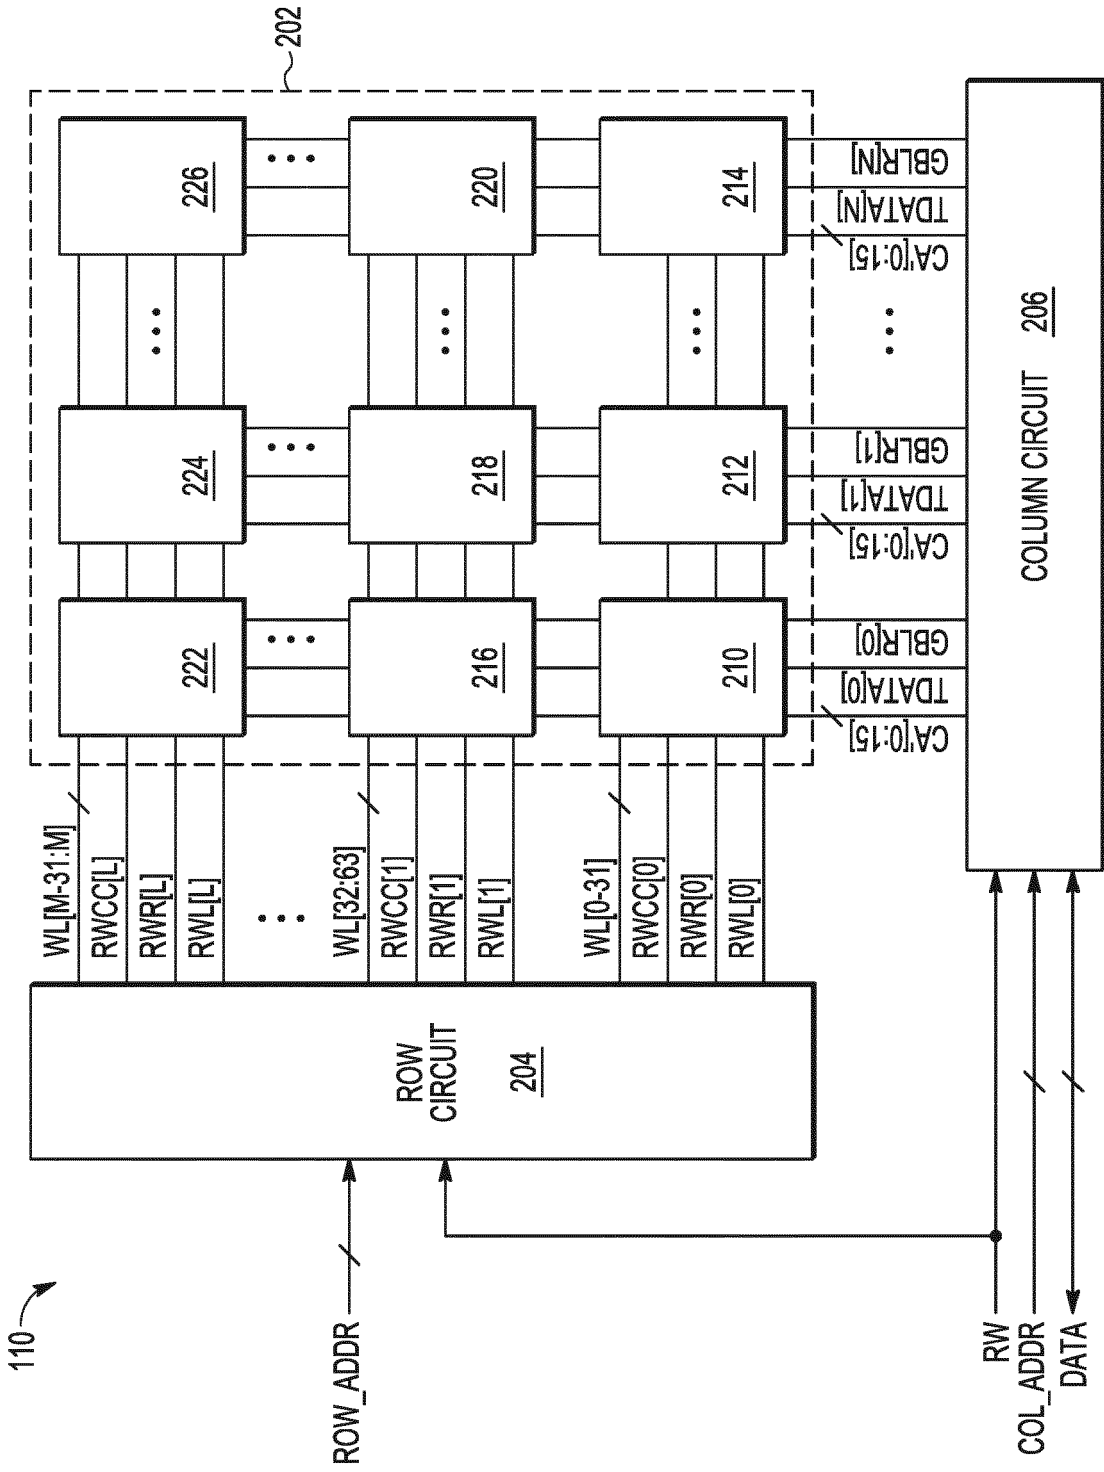 110
202
226
220
214
224
218
212
222
216
210
WL[M-31:M]
RWCC[L]
RWR[L]
RWL[L]
WL[32:63]
RWCC[1]
RWR[1]
RWL[1]
WL[0-31]
RWCC[0]
RWR[0]
RWL[0]
GBLR[N]
TDATA[N]
CA'[0:15]
GBLR[1]
TDATA[1]
CA'[0:15]
GBLR[0]
TDATA[0]
CA'[0:15]
ROW
CIRCUIT
204
COLUMN CIRCUIT 206
ROW_ADDR
RW
COL_ADDR
DATA